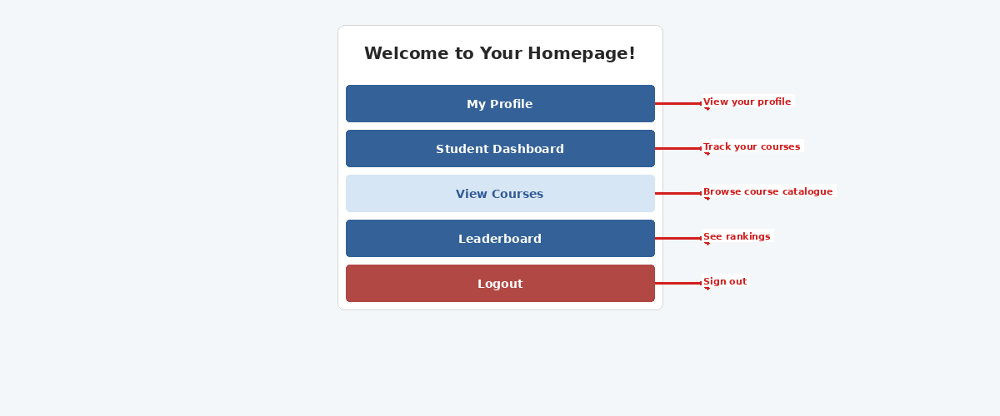 Welcome to Your Homepage!
My Profile
View your profile
Student Dashboard
Track your courses
View Courses
Browse course catalogue
Leaderboard
See rankings
Logout
Sign out